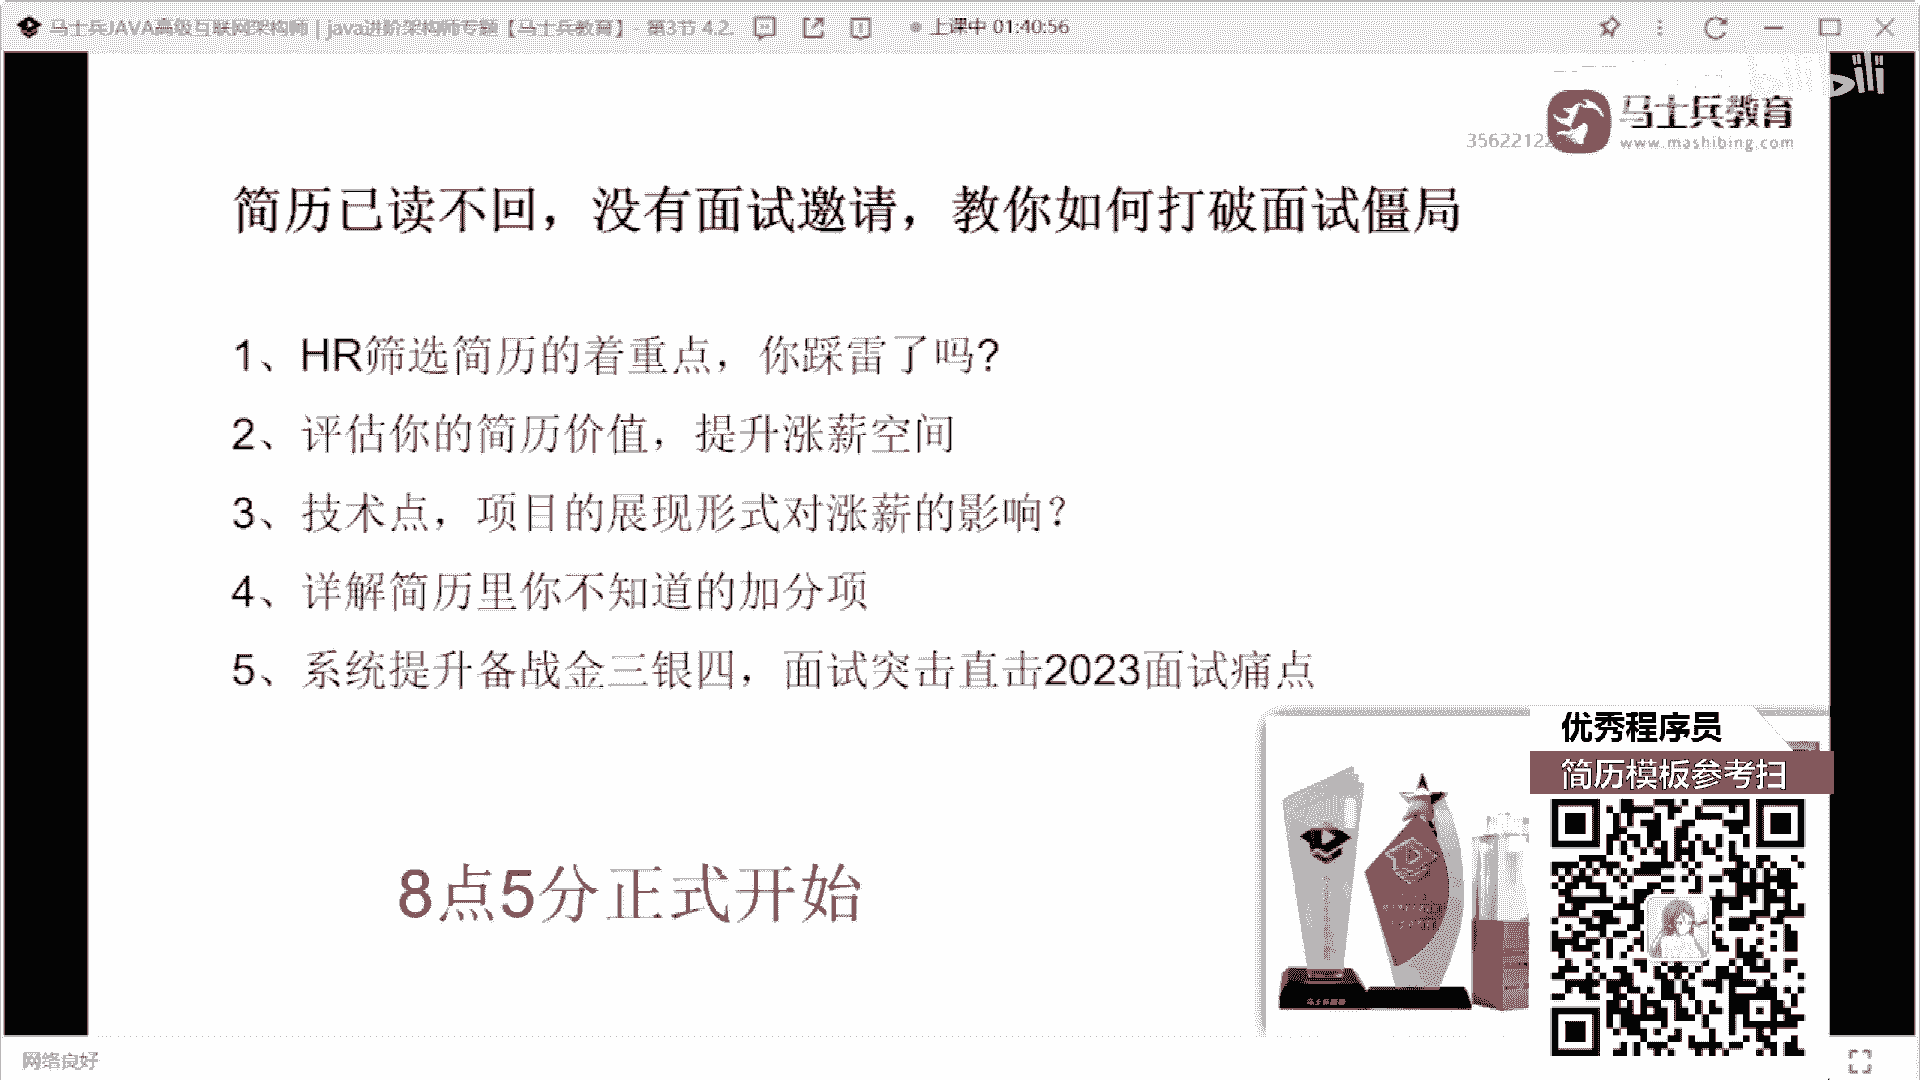 马士兵JAVA高级互联网架构师 | java进阶架构师专题【马士兵教育】 - 第3节 4.2.
上课中 01:40:56
bilibili
马士兵教育
www.mashibing.com
3562212
简历已读不回，没有面试邀请，教你如何打破面试僵局
1、HR筛选简历的着重点，你踩雷了吗?
2、评估你的简历价值，提升涨薪空间
3、技术点，项目的展现形式对涨薪的影响？
4、详解简历里你不知道的加分项
5、系统提升备战金三银四，面试突击直击2023面试痛点
优秀程序员
简历模板参考扫
8点5分正式开始
网络良好